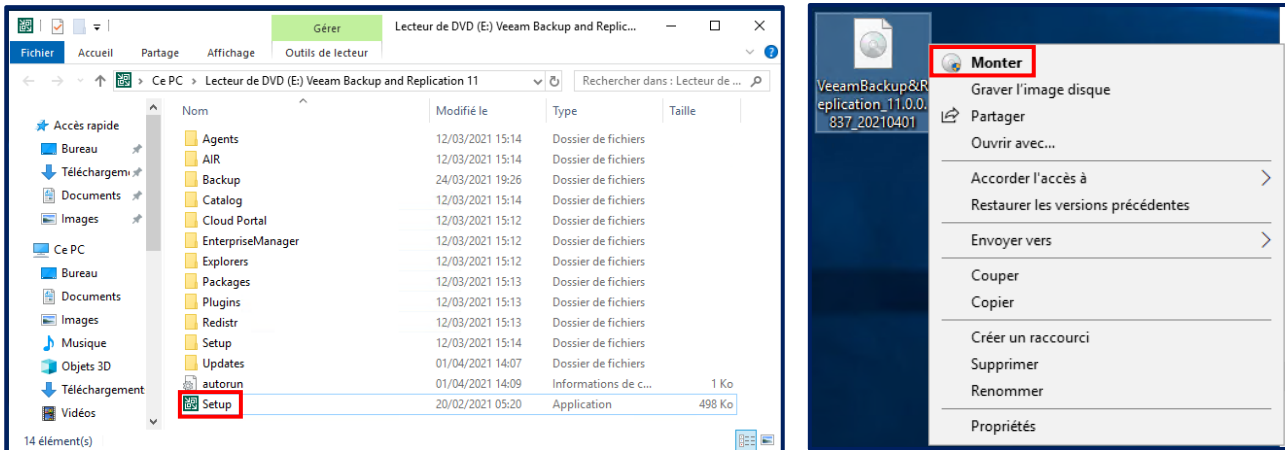 Gérer
Lecteur de DVD (E:) Veeam Backup and Replic...
Fichier Accueil Partage Affichage Outils de lecteur
Ce PC > Lecteur de DVD (E:) Veeam Backup and Replication 11
Rechercher dans : Lecteur de ...
Accès rapide
Bureau
Téléchargem
Documents
Images
Ce PC
Bureau
Documents
Images
Musique
Objets 3D
Téléchargement
Vidéos
Nom Modifié le Type Taille
Agents 12/03/2021 15:14 Dossier de fichiers
AIR 12/03/2021 15:14 Dossier de fichiers
Backup 24/03/2021 19:26 Dossier de fichiers
Catalog 12/03/2021 15:14 Dossier de fichiers
Cloud Portal 12/03/2021 15:12 Dossier de fichiers
EnterpriseManager 12/03/2021 15:12 Dossier de fichiers
Explorers 12/03/2021 15:12 Dossier de fichiers
Packages 12/03/2021 15:13 Dossier de fichiers
Plugins 12/03/2021 15:13 Dossier de fichiers
Redistr 12/03/2021 15:13 Dossier de fichiers
Setup 12/03/2021 15:14 Dossier de fichiers
Updates 01/04/2021 14:07 Dossier de fichiers
autorun 01/04/2021 14:09 Informations de c... 1 Ko
Setup 20/02/2021 05:20 Application 498 Ko
14 élément(s)
VeeamBackup&R
eplication_11.0.0.
837_20210401
Monter
Graver l'image disque
Partager
Ouvrir avec...
Accorder l'accès à
Restaurer les versions précédentes
Envoyer vers
Couper
Copier
Créer un raccourci
Supprimer
Renommer
Propriétés